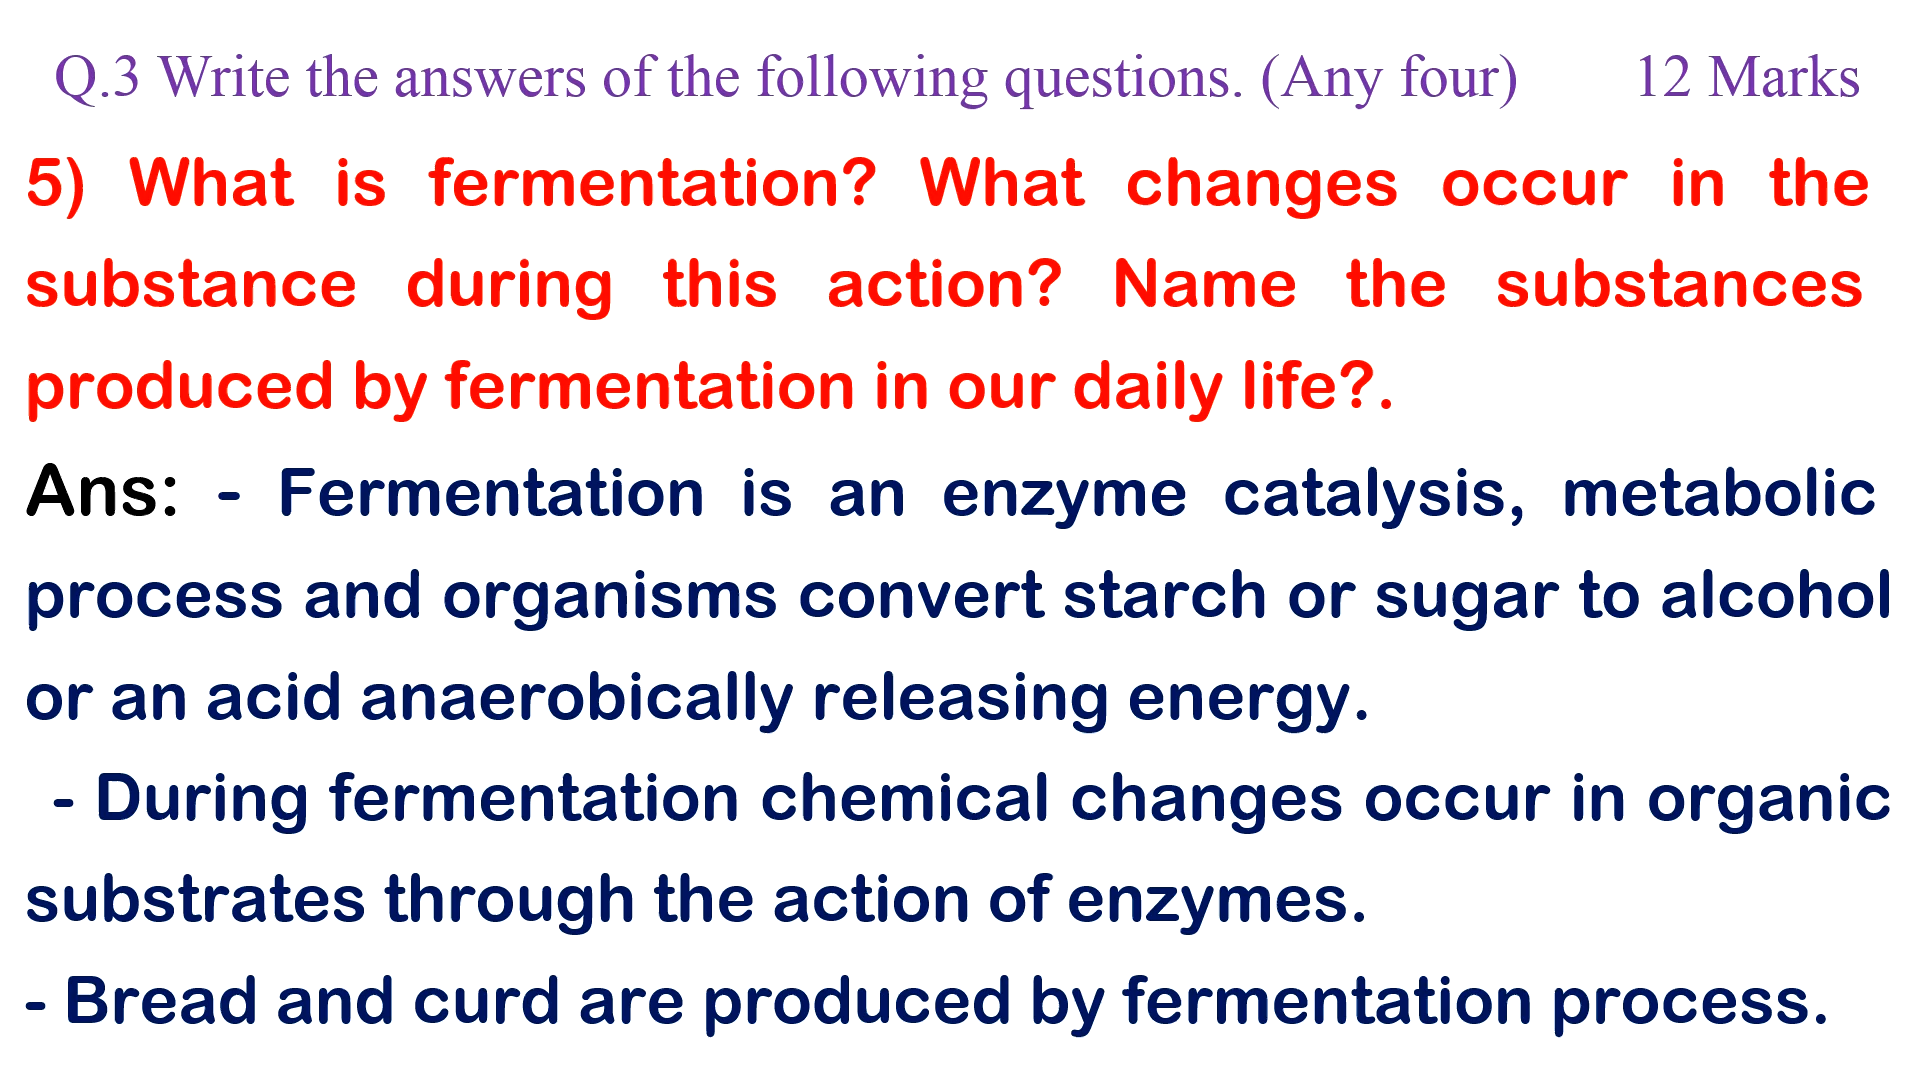 Q.3 Write the answers of the following questions. (Any four) 12 Marks
5) What is fermentation? What changes occur in the
substance during this action? Name the substances
produced by fermentation in our daily life?.
Ans: - Fermentation is an enzyme catalysis, metabolic
process and organisms convert starch or sugar to alcohol
or an acid anaerobically releasing energy.
- During fermentation chemical changes occur in organic
substrates through the action of enzymes.
- Bread and curd are produced by fermentation process.